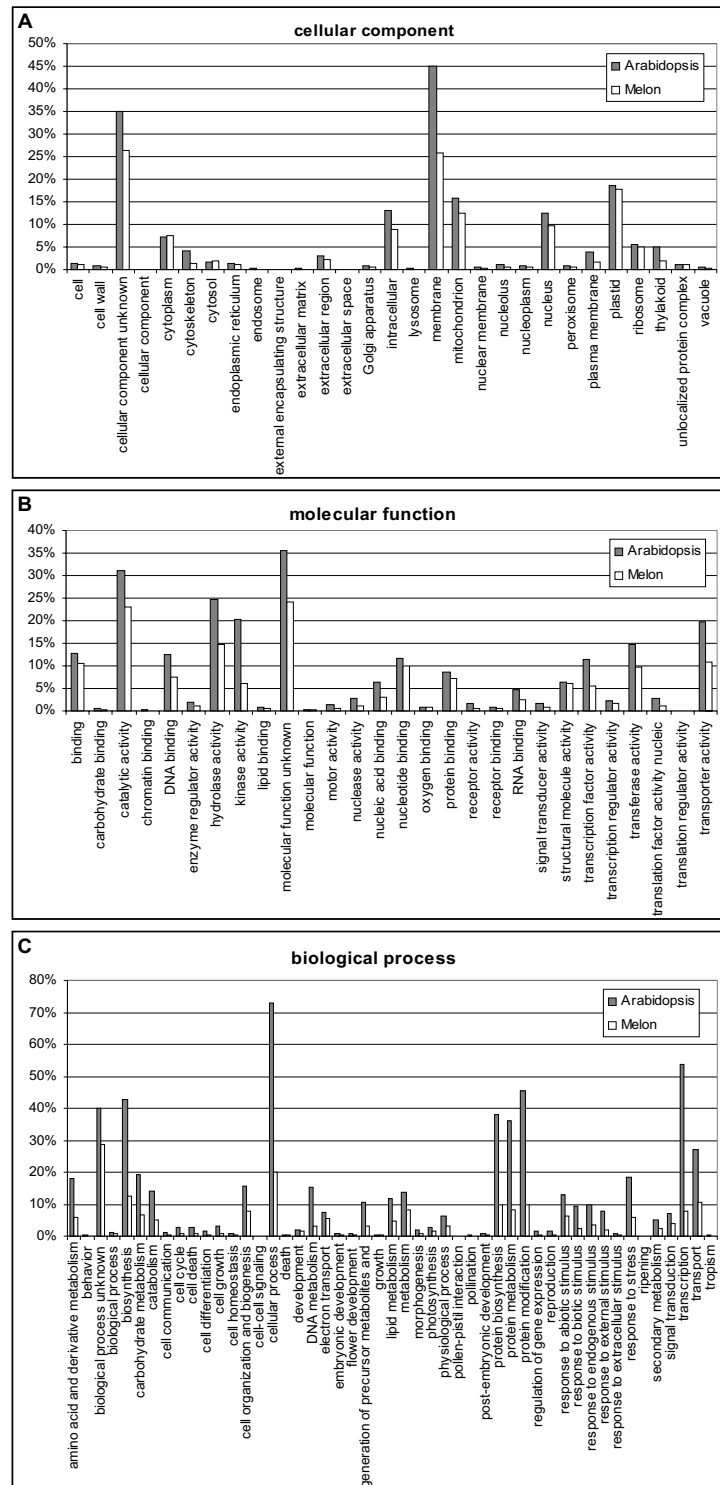 A
cellular component
50%
45%
40%
35%
30%
25%
20%
15%
10%
5%
0%
Arabidopsis
Melon
cell
cell wall
cellular component unknown
cellular component
cytoplasm
cytoskeleton
cytosol
endoplasmic reticulum
endosome
external encapsulating structure
extracellular matrix
extracellular region
extracellular space
Golgi apparatus
intracellular
lysosome
membrane
mitochondrion
nuclear membrane
nucleolus
nucleoplasm
nucleus
peroxisome
plasma membrane
plastid
ribosome
thylakoid
unlocalized protein complex
vacuole
B
molecular function
40%
35%
30%
25%
20%
15%
10%
5%
0%
Arabidopsis
Melon
binding
carbohydrate binding
catalytic activity
chromatin binding
DNA binding
enzyme regulator activity
hydrolase activity
kinase activity
lipid binding
molecular function unknown
molecular function
motor activity
nuclease activity
nucleic acid binding
nucleotide binding
oxygen binding
protein binding
receptor activity
receptor binding
RNA binding
signal transducer activity
structural molecule activity
transcription factor activity
transcription regulator activity
transferase activity
translation factor activity nucleic
translation regulator activity
transporter activity
C
biological process
80%
70%
60%
50%
40%
30%
20%
10%
0%
Arabidopsis
Melon
amino acid and derivative metabolism
behavior
biological process unknown
biological process
biosynthesis
carbohydrate metabolism
catabolism
cell communication
cell cycle
cell death
cell differentiation
cell growth
cell homeostasis
cell organization and biogenesis
cell-cell signaling
cellular process
death
development
DNA metabolism
electron transport
embryonic development
flower development
generation of precursor metabolites and
growth
lipid metabolism
metabolism
morphogenesis
photosynthesis
physiological process
pollen-pistil interaction
pollination
post-embryonic development
protein biosynthesis
protein metabolism
protein modification
regulation of gene expression
reproduction
response to abiotic stimulus
response to biotic stimulus
response to endogenous stimulus
response to external stimulus
response to extracellular stimulus
response to stress
ripening
secondary metabolism
signal transduction
transcription
transport
tropism